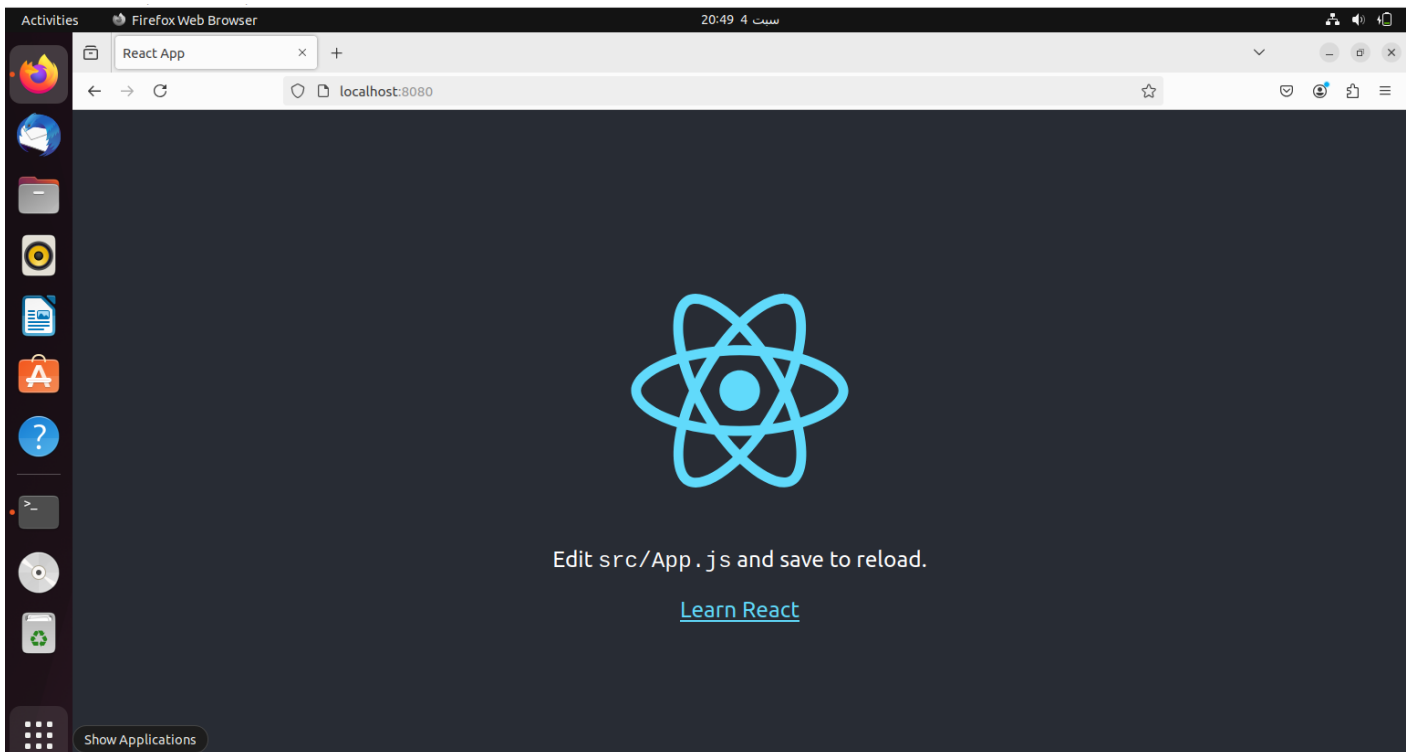 Activities Firefox Web Browser 20:49 4 سبت
React App
localhost:8080
Edit src/App.js and save to reload.
Learn React
Show Applications